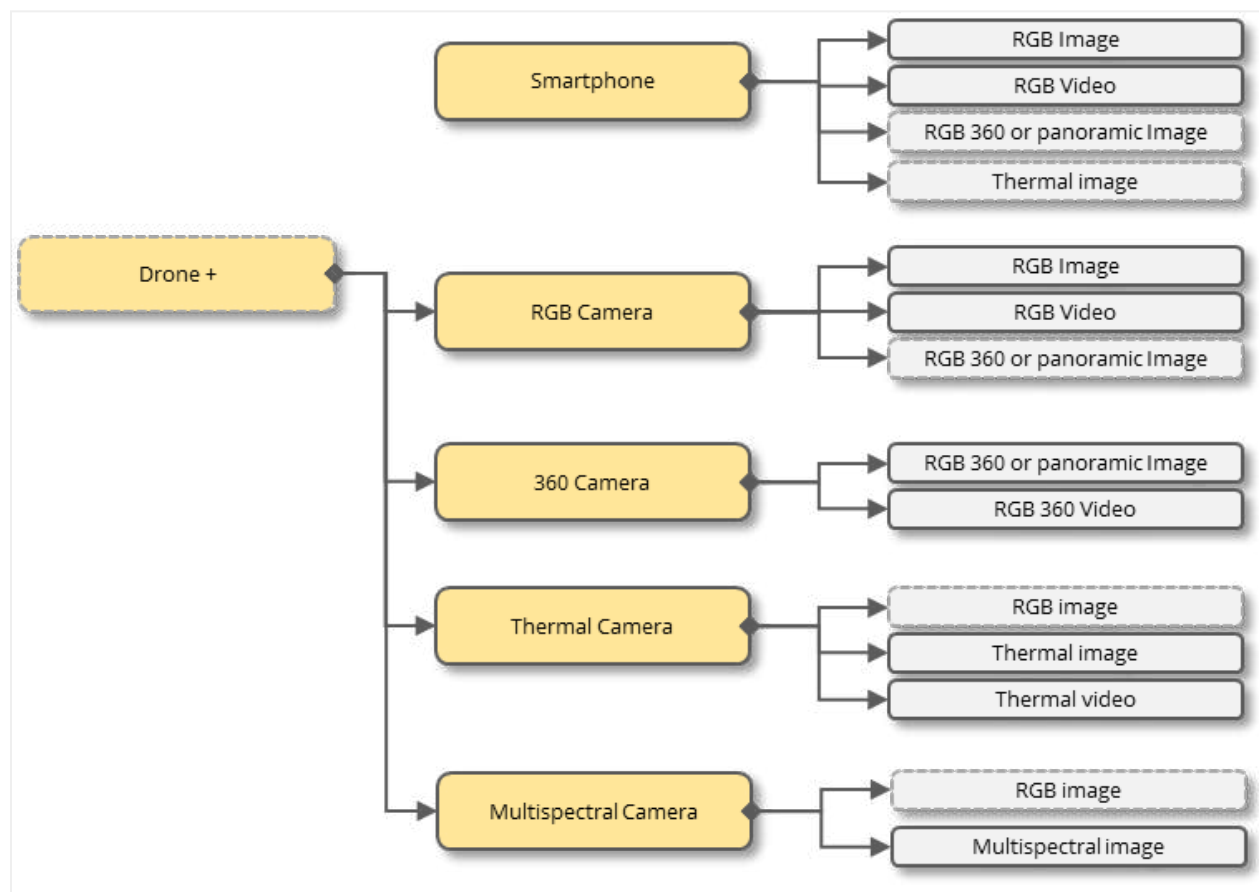 Smartphone
RGB Image
RGB Video
RGB 360 or panoramic Image
Thermal image
Drone +
RGB Camera
RGB Image
RGB Video
RGB 360 or panoramic Image
360 Camera
RGB 360 or panoramic Image
RGB 360 Video
Thermal Camera
RGB image
Thermal image
Thermal video
Multispectral Camera
RGB image
Multispectral image